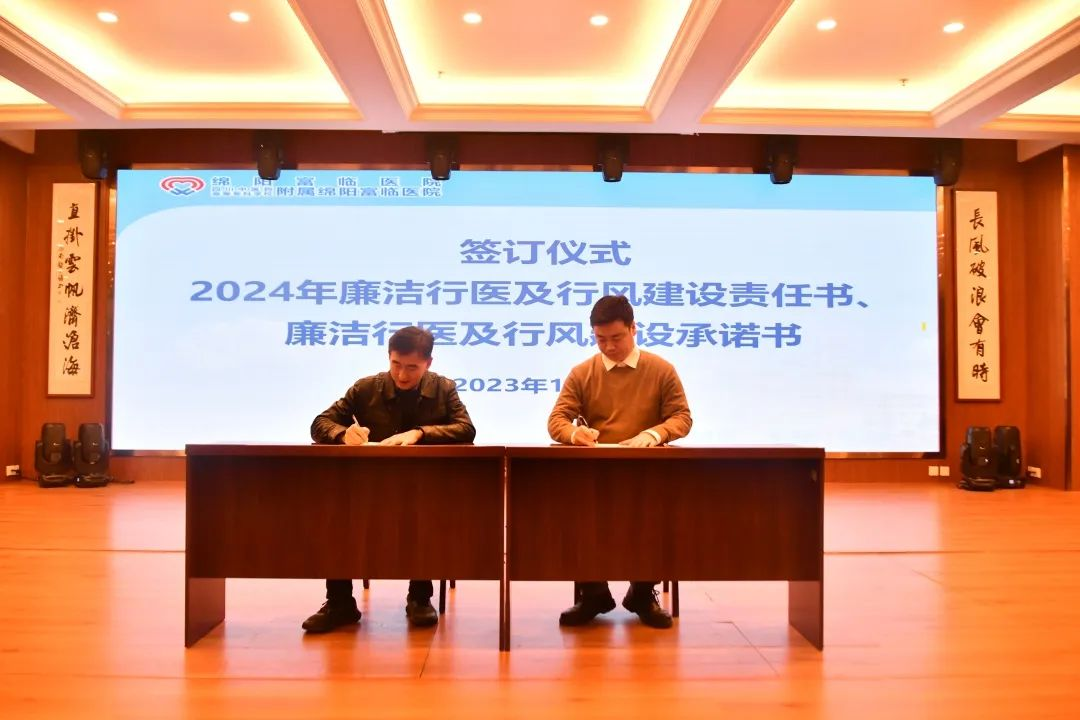 绵阳富临医院
附属绵阳富临医院
签订仪式
2024年廉洁行医及行风建设责任书、
廉洁行医及行风建设承诺书
2023年1
長風破浪會有時
直掛雲帆濟滄海